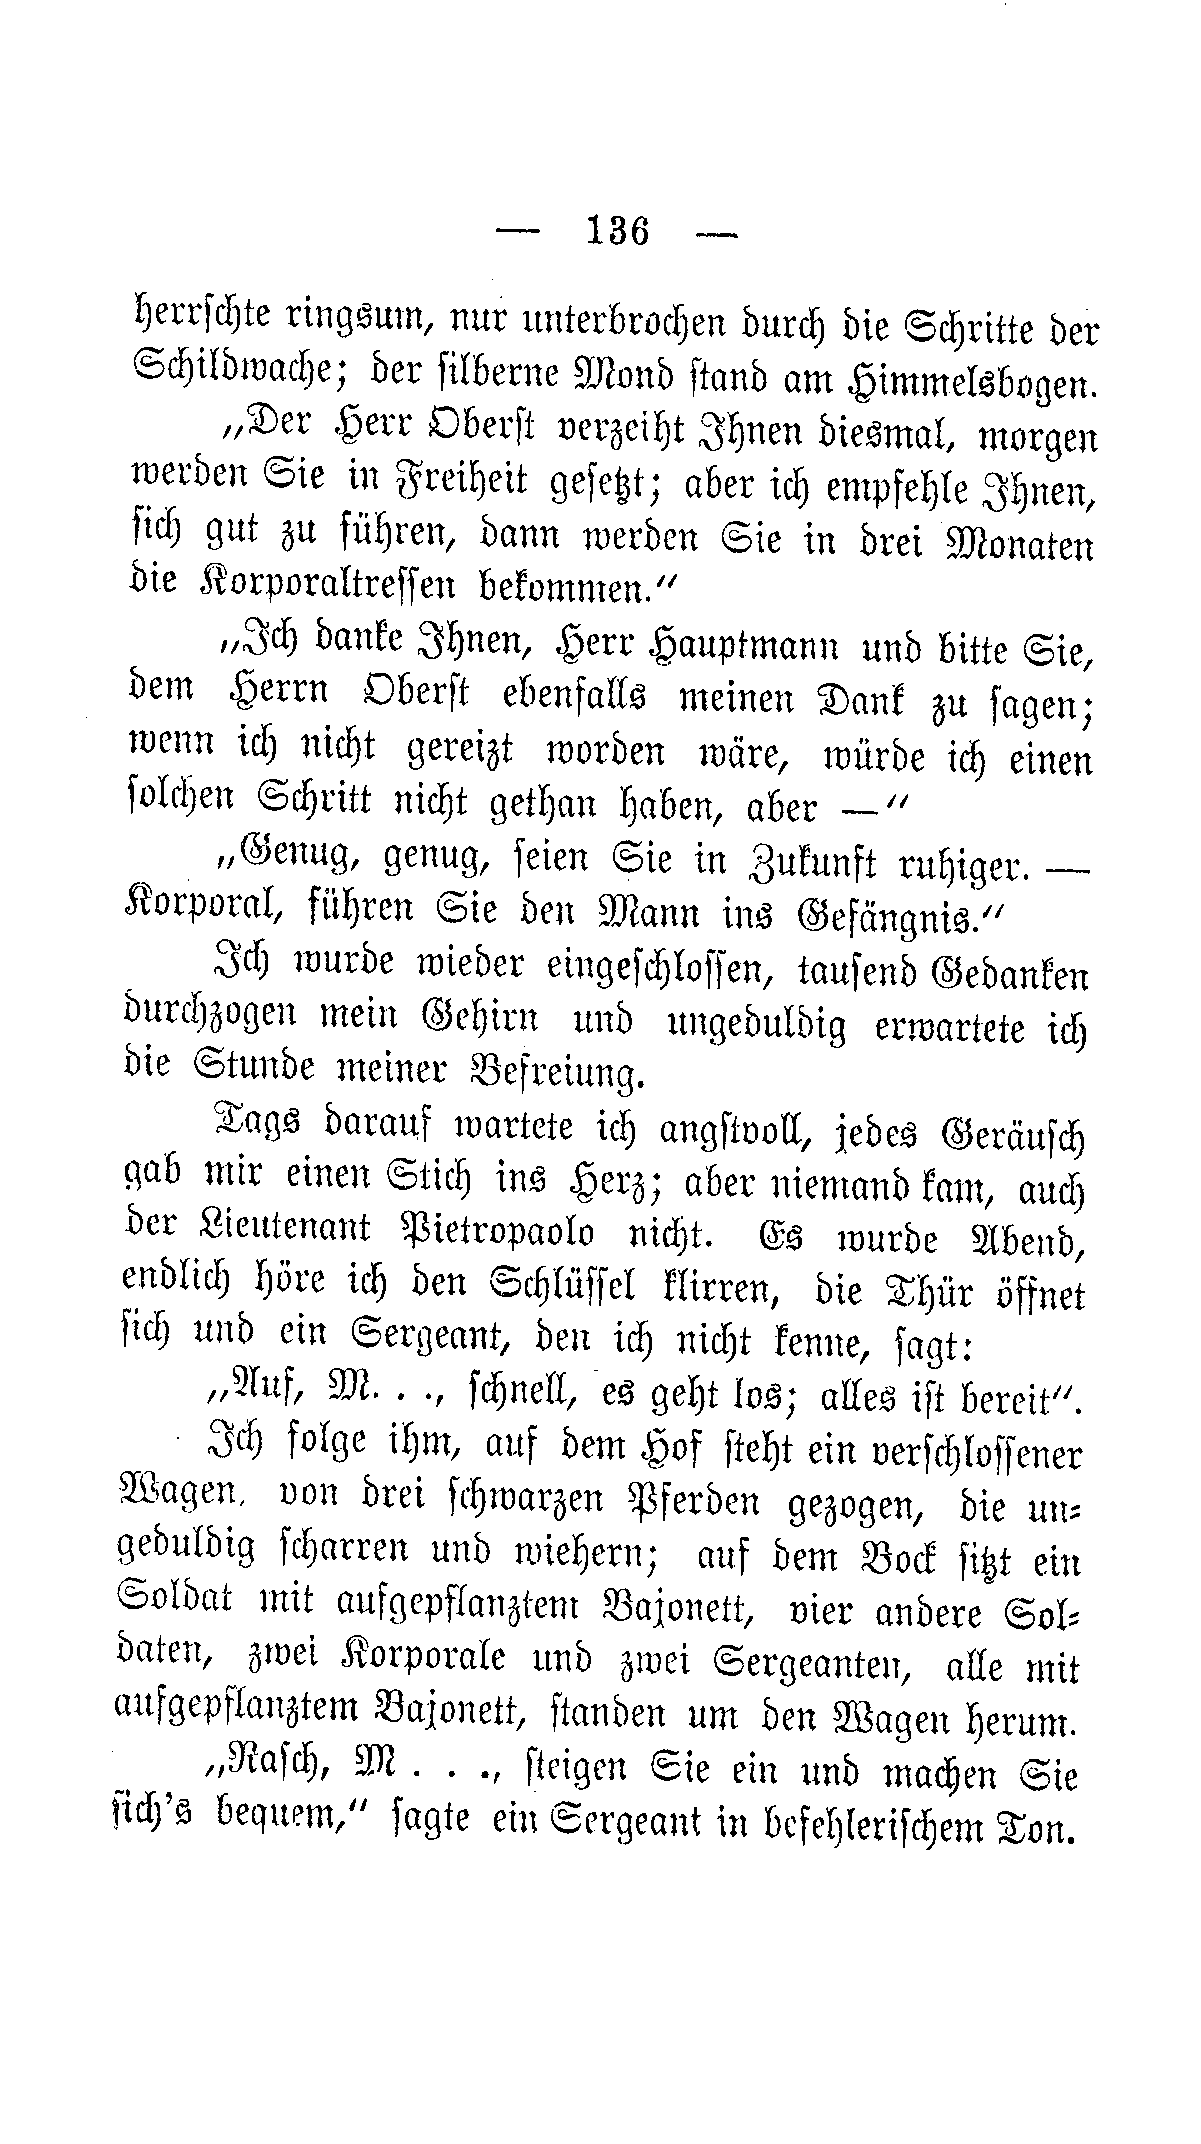 — 136 —
herrschte ringsum, nur unterbrochen durch die Schritte der
Schildwache; der silberne Mond stand am Himmelsbogen.
„Der Herr Oberst verzeiht Ihnen diesmal, morgen
werden Sie in Freiheit gesetzt; aber ich empfehle Ihnen,
sich gut zu führen, dann werden Sie in drei Monaten
die Korporaltressen bekommen.“
„Ich danke Ihnen, Herr Hauptmann und bitte Sie,
dem Herrn Oberst ebenfalls meinen Dank zu sagen;
wenn ich nicht gereizt worden wäre, würde ich einen
solchen Schritt nicht gethan haben, aber —“
„Genug, genug, seien Sie in Zukunft ruhiger. —
Korporal, führen Sie den Mann ins Gefängnis.“
Ich wurde wieder eingeschlossen, tausend Gedanken
durchzogen mein Gehirn und ungeduldig erwartete ich
die Stunde meiner Befreiung.
Tags darauf wartete ich angstvoll, jedes Geräusch
gab mir einen Stich ins Herz; aber niemand kam, auch
der Lieutenant Pietropaolo nicht. Es wurde Abend,
endlich höre ich den Schlüssel klirren, die Thür öffnet
sich und ein Sergeant, den ich nicht kenne, sagt:
„Auf, M. . ., schnell, es geht los; alles ist bereit“.
Ich folge ihm, auf dem Hof steht ein verschlossener
Wagen, von drei schwarzen Pferden gezogen, die un-
geduldig scharren und wiehern; auf dem Bock sitzt ein
Soldat mit aufgepflanztem Bajonett, vier andere Sol-
daten, zwei Korporale und zwei Sergeanten, alle mit
aufgepflanztem Bajonett, standen um den Wagen herum.
„Rasch, M . . ., steigen Sie ein und machen Sie
sich's bequem,“ sagte ein Sergeant in befehlerischem Ton.